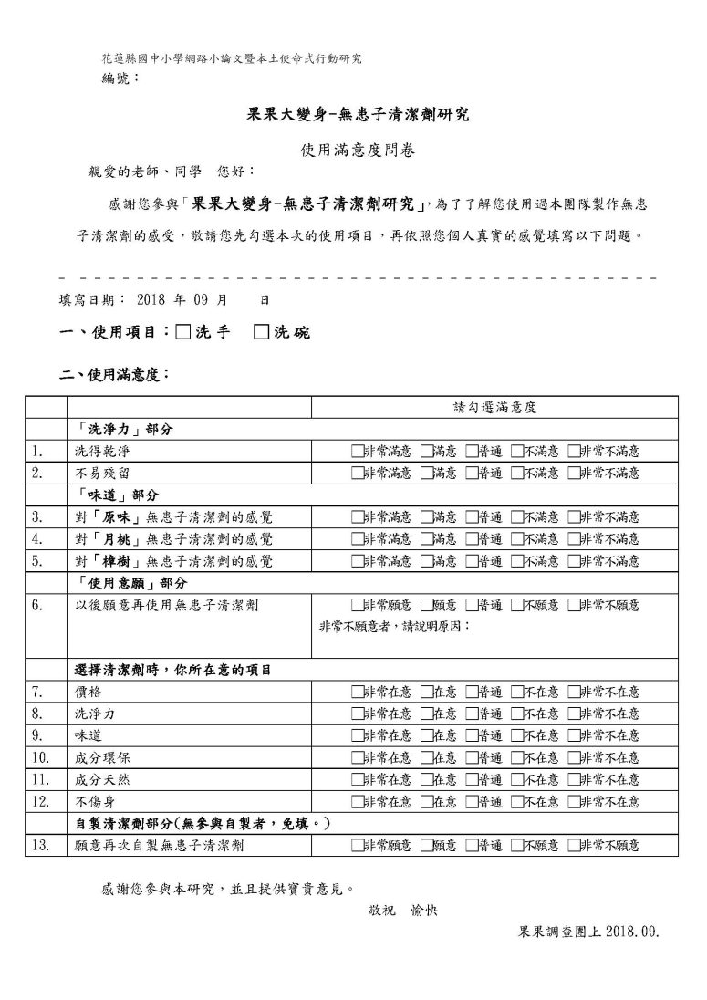 花蓮縣國中小學網路小論文暨本土使命式行動研究
編號：
果果大變身-無患子清潔劑研究
使用滿意度問卷
親愛的老師、同學　您好：
感謝您參與「果果大變身-無患子清潔劑研究」，為了了解您使用過本團隊製作無患
子清潔劑的感受，敬請您先勾選本次的使用項目，再依照您個人真實的感覺填寫以下問題。
填寫日期： 2018 年 09 月　　日
一、使用項目：□洗手　□洗碗
二、使用滿意度：
請勾選滿意度
「洗淨力」部分
1. 洗得乾淨 □非常滿意 □滿意 □普通 □不滿意 □非常不滿意
2. 不易殘留 □非常滿意 □滿意 □普通 □不滿意 □非常不滿意
「味道」部分
3. 對「原味」無患子清潔劑的感覺 □非常滿意 □滿意 □普通 □不滿意 □非常不滿意
4. 對「月桃」無患子清潔劑的感覺 □非常滿意 □滿意 □普通 □不滿意 □非常不滿意
5. 對「樟樹」無患子清潔劑的感覺 □非常滿意 □滿意 □普通 □不滿意 □非常不滿意
「使用意願」部分
6. 以後願意再使用無患子清潔劑 □非常願意 □願意 □普通 □不願意 □非常不願意
非常不願意者，請說明原因：
選擇清潔劑時，你所在意的項目
7. 價格 □非常在意 □在意 □普通 □不在意 □非常不在意
8. 洗淨力 □非常在意 □在意 □普通 □不在意 □非常不在意
9. 味道 □非常在意 □在意 □普通 □不在意 □非常不在意
10. 成分環保 □非常在意 □在意 □普通 □不在意 □非常不在意
11. 成分天然 □非常在意 □在意 □普通 □不在意 □非常不在意
12. 不傷身 □非常在意 □在意 □普通 □不在意 □非常不在意
自製清潔劑部分(無參與自製者，免填。)
13. 願意再次自製無患子清潔劑 □非常願意 □願意 □普通 □不願意 □非常不願意
感謝您參與本研究，並且提供寶貴意見。
敬祝　愉快
果果調查團上 2018.09.